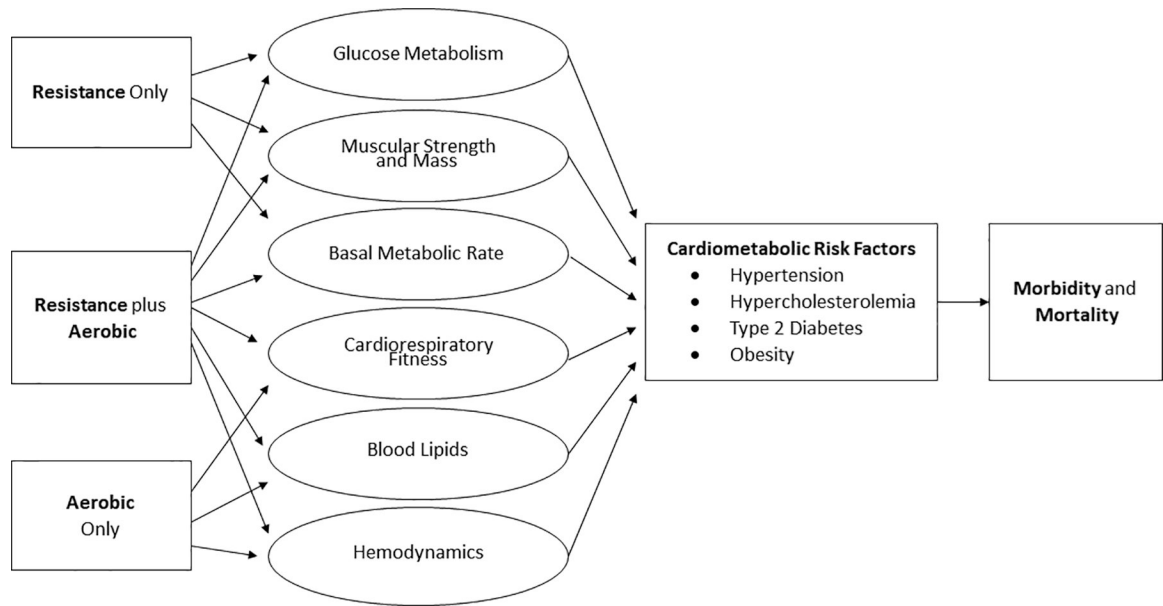 Resistance Only
Resistance plus
Aerobic
Aerobic
Only
Glucose Metabolism
Muscular Strength
and Mass
Basal Metabolic Rate
Cardiorespiratory
Fitness
Blood Lipids
Hemodynamics
Cardiometabolic Risk Factors
• Hypertension
• Hypercholesterolemia
• Type 2 Diabetes
• Obesity
Morbidity and
Mortality